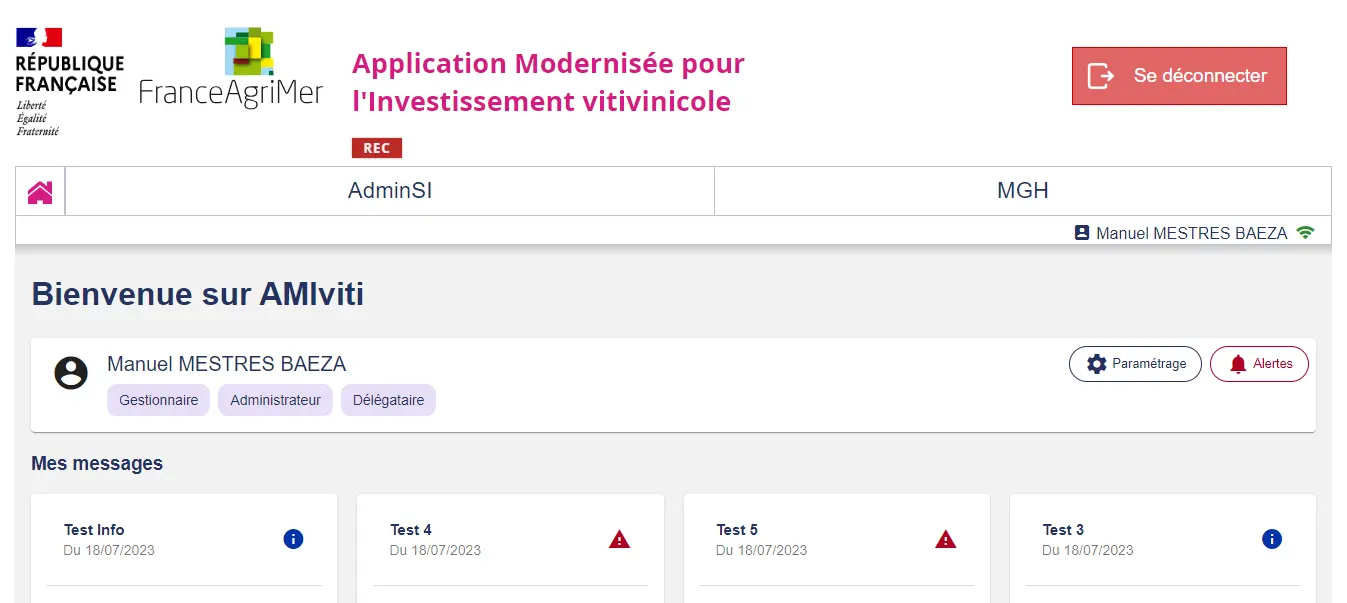 RÉPUBLIQUE
FRANÇAISE
Liberté
Égalité
Fraternité
FranceAgriMer
Application Modernisée pour
l'Investissement vitivinicole
REC
Se déconnecter
AdminSI MGH
Manuel MESTRES BAEZA
Bienvenue sur AMIviti
Manuel MESTRES BAEZA
Gestionnaire Administrateur Délégataire
Paramétrage Alertes
Mes messages
Test Info Test 4 Test 5 Test 3
Du 18/07/2023 Du 18/07/2023 Du 18/07/2023 Du 18/07/2023